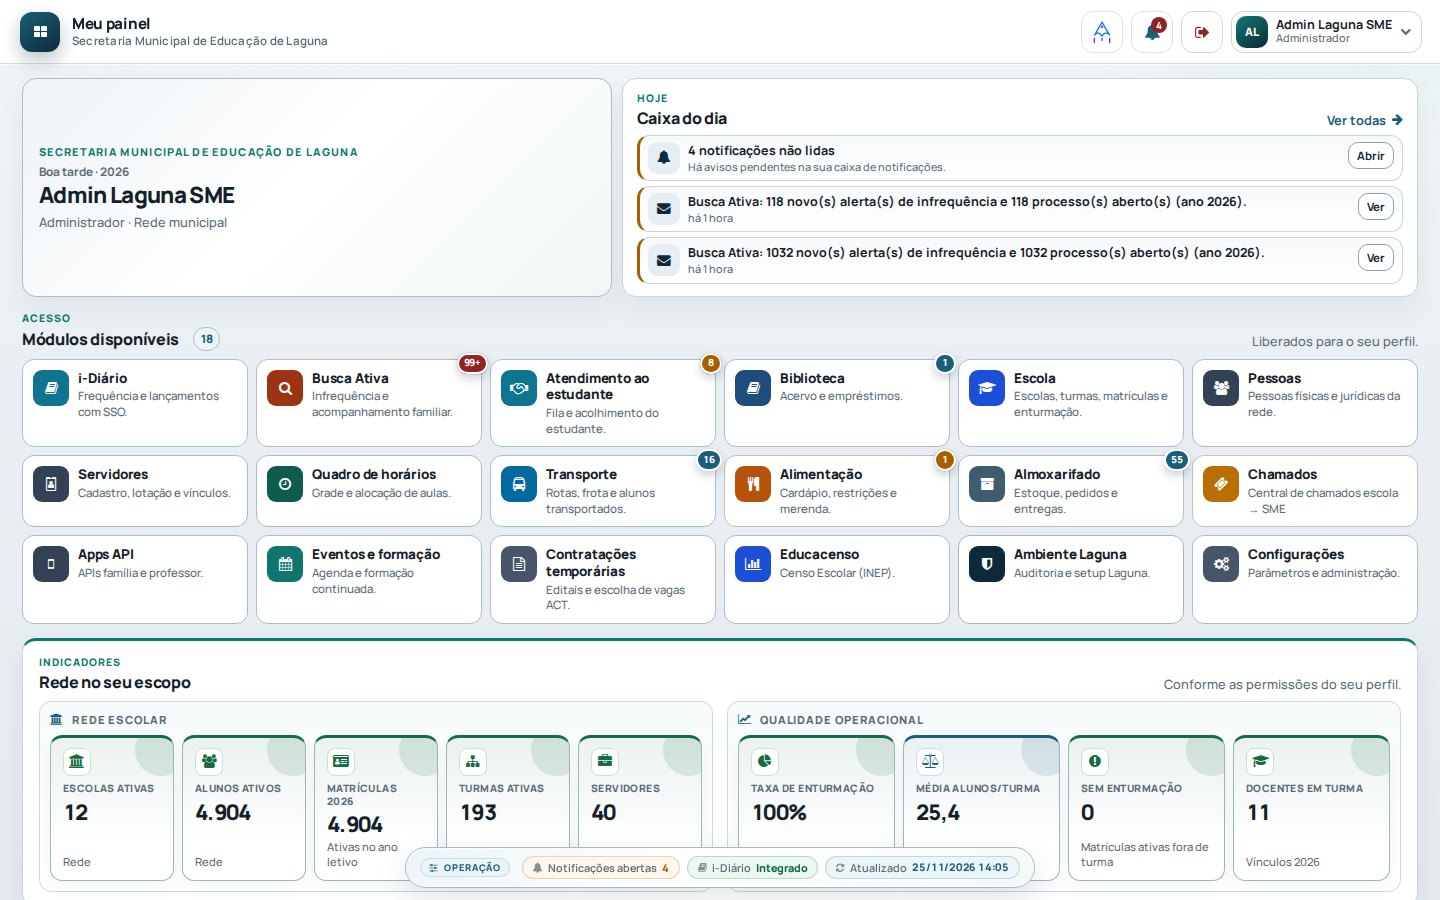 Meu painel
Secretaria Municipal de Educação de Laguna
4
AL
Admin Laguna SME
Administrador
SECRETARIA MUNICIPAL DE EDUCAÇÃO DE LAGUNA
Boa tarde · 2026
Admin Laguna SME
Administrador · Rede municipal
HOJE
Caixa do dia
Ver todas
4 notificações não lidas
Há avisos pendentes na sua caixa de notificações.
Abrir
Busca Ativa: 118 novo(s) alerta(s) de infrequência e 118 processo(s) aberto(s) (ano 2026).
há 1 hora
Ver
Busca Ativa: 1032 novo(s) alerta(s) de infrequência e 1032 processo(s) aberto(s) (ano 2026).
há 1 hora
Ver
ACESSO
Módulos disponíveis 18
Liberados para o seu perfil.
i-Diário
Frequência e lançamentos
com SSO.
99+
Busca Ativa
Infrequência e
acompanhamento familiar.
8
Atendimento ao
estudante
Fila e acolhimento do
estudante.
1
Biblioteca
Acervo e empréstimos.
Escola
Escolas, turmas, matrículas e
enturmação.
Pessoas
Pessoas físicas e jurídicas da
rede.
Servidores
Cadastro, lotação e vínculos.
Quadro de horários
Grade e alocação de aulas.
16
Transporte
Rotas, frota e alunos
transportados.
1
Alimentação
Cardápio, restrições e
merenda.
55
Almoxarifado
Estoque, pedidos e
entregas.
Chamados
Central de chamados escola
→ SME
Apps API
APIs família e professor.
Eventos e formação
Agenda e formação
continuada.
Contratações
temporárias
Editais e escolha de vagas
ACT.
Educacenso
Censo Escolar (INEP).
Ambiente Laguna
Auditoria e setup Laguna.
Configurações
Parâmetros e administração.
INDICADORES
Rede no seu escopo
Conforme as permissões do seu perfil.
REDE ESCOLAR
ESCOLAS ATIVAS
12
Rede
ALUNOS ATIVOS
4.904
Rede
MATRÍCULAS
2026
4.904
Ativas no ano
letivo
TURMAS ATIVAS
193
SERVIDORES
40
QUALIDADE OPERACIONAL
TAXA DE ENTURMAÇÃO
100%
MÉDIA ALUNOS/TURMA
25,4
SEM ENTURMAÇÃO
0
Matrículas ativas fora de
turma
DOCENTES EM TURMA
11
Vínculos 2026
OPERAÇÃO
Notificações abertas 4
i-Diário Integrado
Atualizado 25/11/2026 14:05